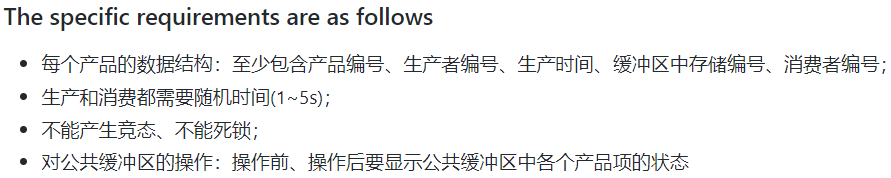 The specific requirements are as follows
每个产品的数据结构：至少包含产品编号、生产者编号、生产时间、缓冲区中存储编号、消费者编号；
生产和消费都需要随机时间(1~5s)；
不能产生竞态、不能死锁；
对公共缓冲区的操作：操作前、操作后要显示公共缓冲区中各个产品项的状态